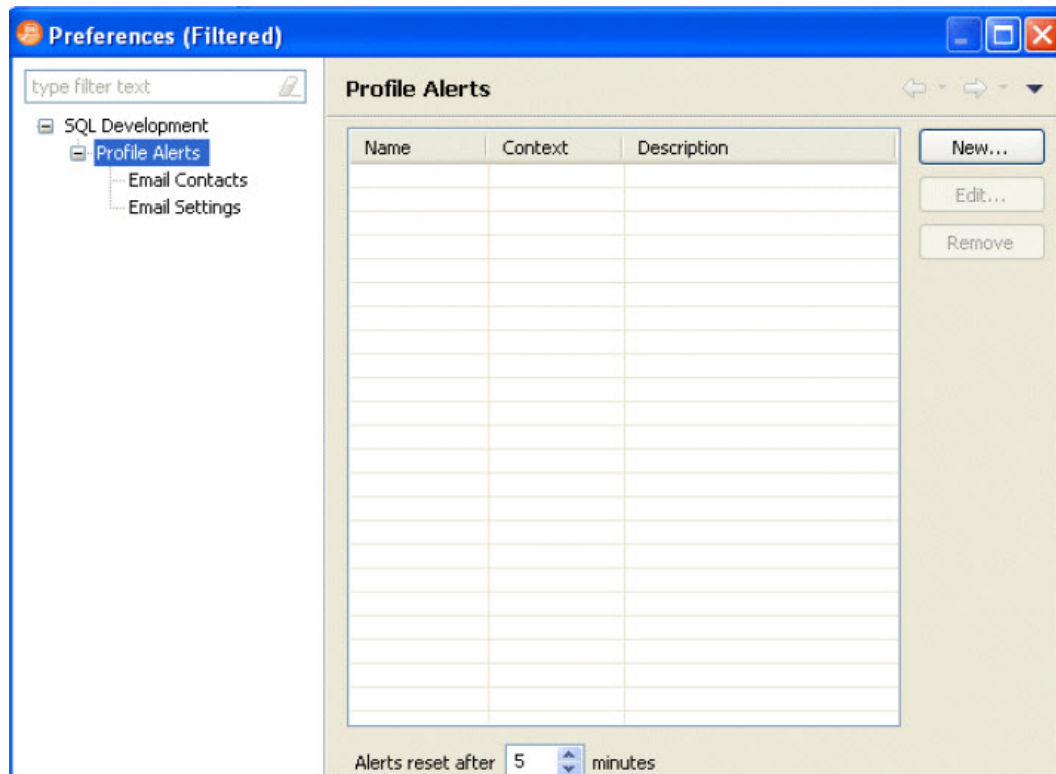 Preferences (Filtered)
type filter text
SQL Development
Profile Alerts
Email Contacts
Email Settings
Profile Alerts
Name Context Description
New...
Edit...
Remove
Alerts reset after 5 minutes